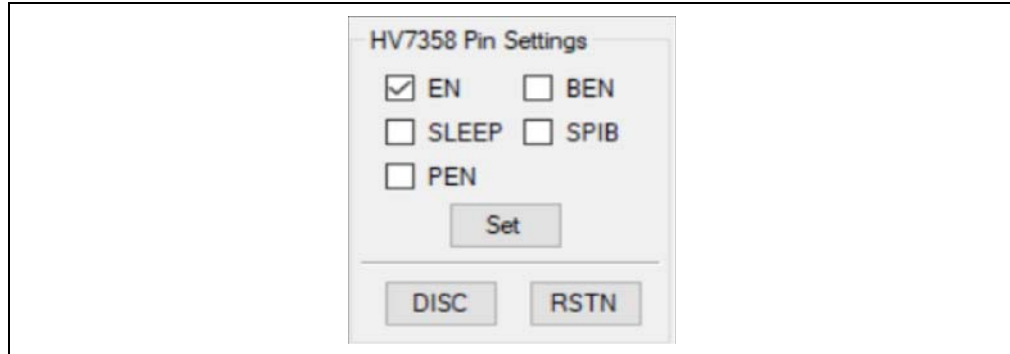 HV7358 Pin Settings
EN BEN
SLEEP SPIB
PEN
Set
DISC RSTN